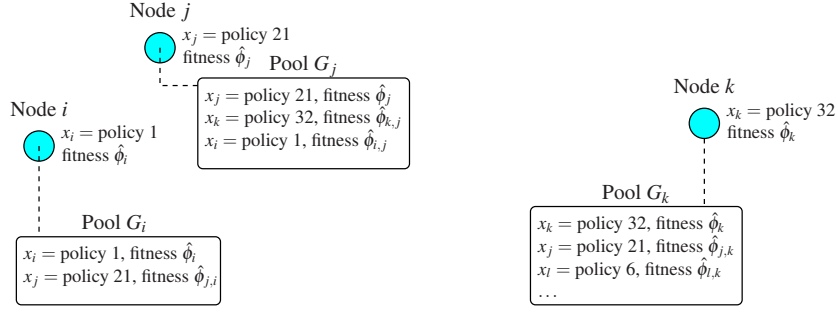 Node j
x_j = policy 21
fitness ϕ̂_j
Pool G_j
x_j = policy 21, fitness ϕ̂_j
x_k = policy 32, fitness ϕ̂_{k,j}
x_i = policy 1, fitness ϕ̂_{i,j}
Node i
x_i = policy 1
fitness ϕ̂_i
Pool G_i
x_i = policy 1, fitness ϕ̂_i
x_j = policy 21, fitness ϕ̂_{j,i}
Node k
x_k = policy 32
fitness ϕ̂_k
Pool G_k
x_k = policy 32, fitness ϕ̂_k
x_j = policy 21, fitness ϕ̂_{j,k}
x_l = policy 6, fitness ϕ̂_{l,k}
...